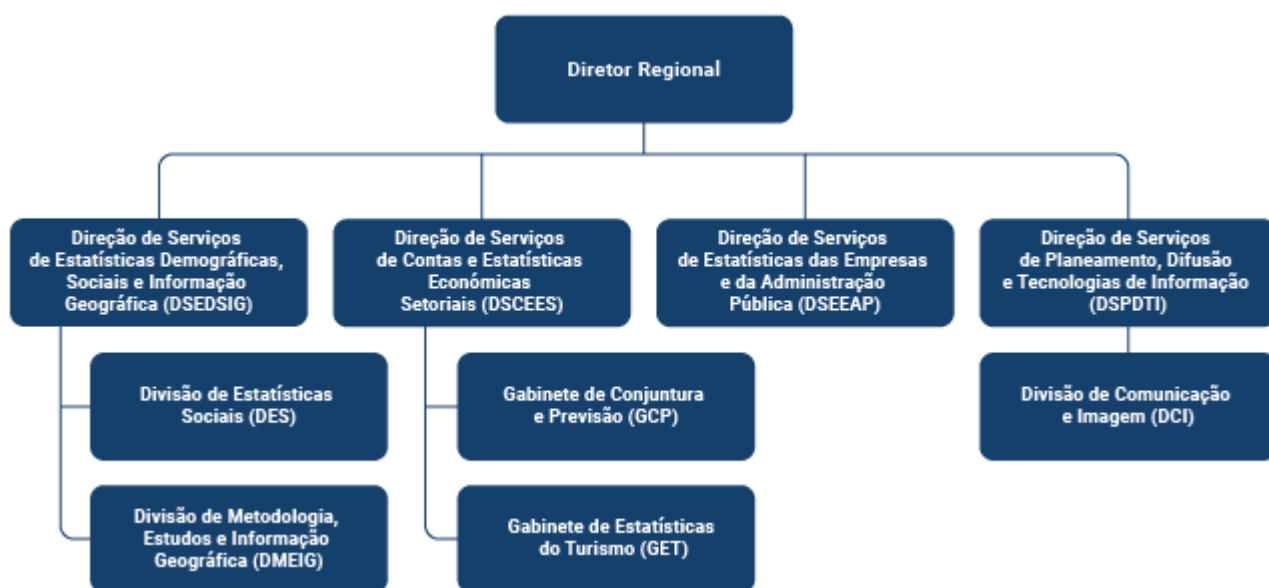 Diretor Regional
Direção de Serviços
de Estatísticas Demográficas,
Sociais e Informação
Geográfica (DSEDSIG)
Direção de Serviços
de Contas e Estatísticas
Económicas
Setoriais (DSCEES)
Direção de Serviços
de Estatísticas das Empresas
e da Administração
Pública (DSEEAP)
Direção de Serviços
de Planeamento, Difusão
e Tecnologias de Informação
(DSPDTI)
Divisão de Estatísticas
Sociais (DES)
Gabinete de Conjuntura
e Previsão (GCP)
Divisão de Comunicação
e Imagem (DCI)
Divisão de Metodologia,
Estudos e Informação
Geográfica (DMEIG)
Gabinete de Estatísticas
do Turismo (GET)